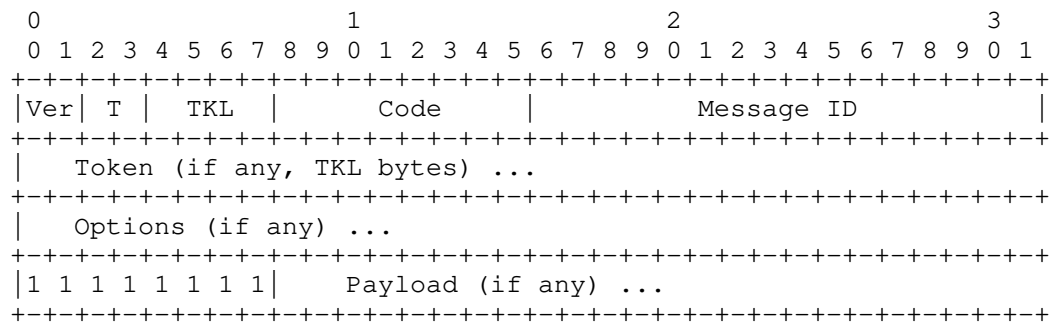 0                   1                   2                   3
 0 1 2 3 4 5 6 7 8 9 0 1 2 3 4 5 6 7 8 9 0 1 2 3 4 5 6 7 8 9 0 1
+-+-+-+-+-+-+-+-+-+-+-+-+-+-+-+-+-+-+-+-+-+-+-+-+-+-+-+-+-+-+-+-+
|Ver| T |  TKL  |      Code     |          Message ID           |
+-+-+-+-+-+-+-+-+-+-+-+-+-+-+-+-+-+-+-+-+-+-+-+-+-+-+-+-+-+-+-+-+
|   Token (if any, TKL bytes) ...
+-+-+-+-+-+-+-+-+-+-+-+-+-+-+-+-+-+-+-+-+-+-+-+-+-+-+-+-+-+-+-+-+
|   Options (if any) ...
+-+-+-+-+-+-+-+-+-+-+-+-+-+-+-+-+-+-+-+-+-+-+-+-+-+-+-+-+-+-+-+-+
|1 1 1 1 1 1 1 1|    Payload (if any) ...
+-+-+-+-+-+-+-+-+-+-+-+-+-+-+-+-+-+-+-+-+-+-+-+-+-+-+-+-+-+-+-+-+